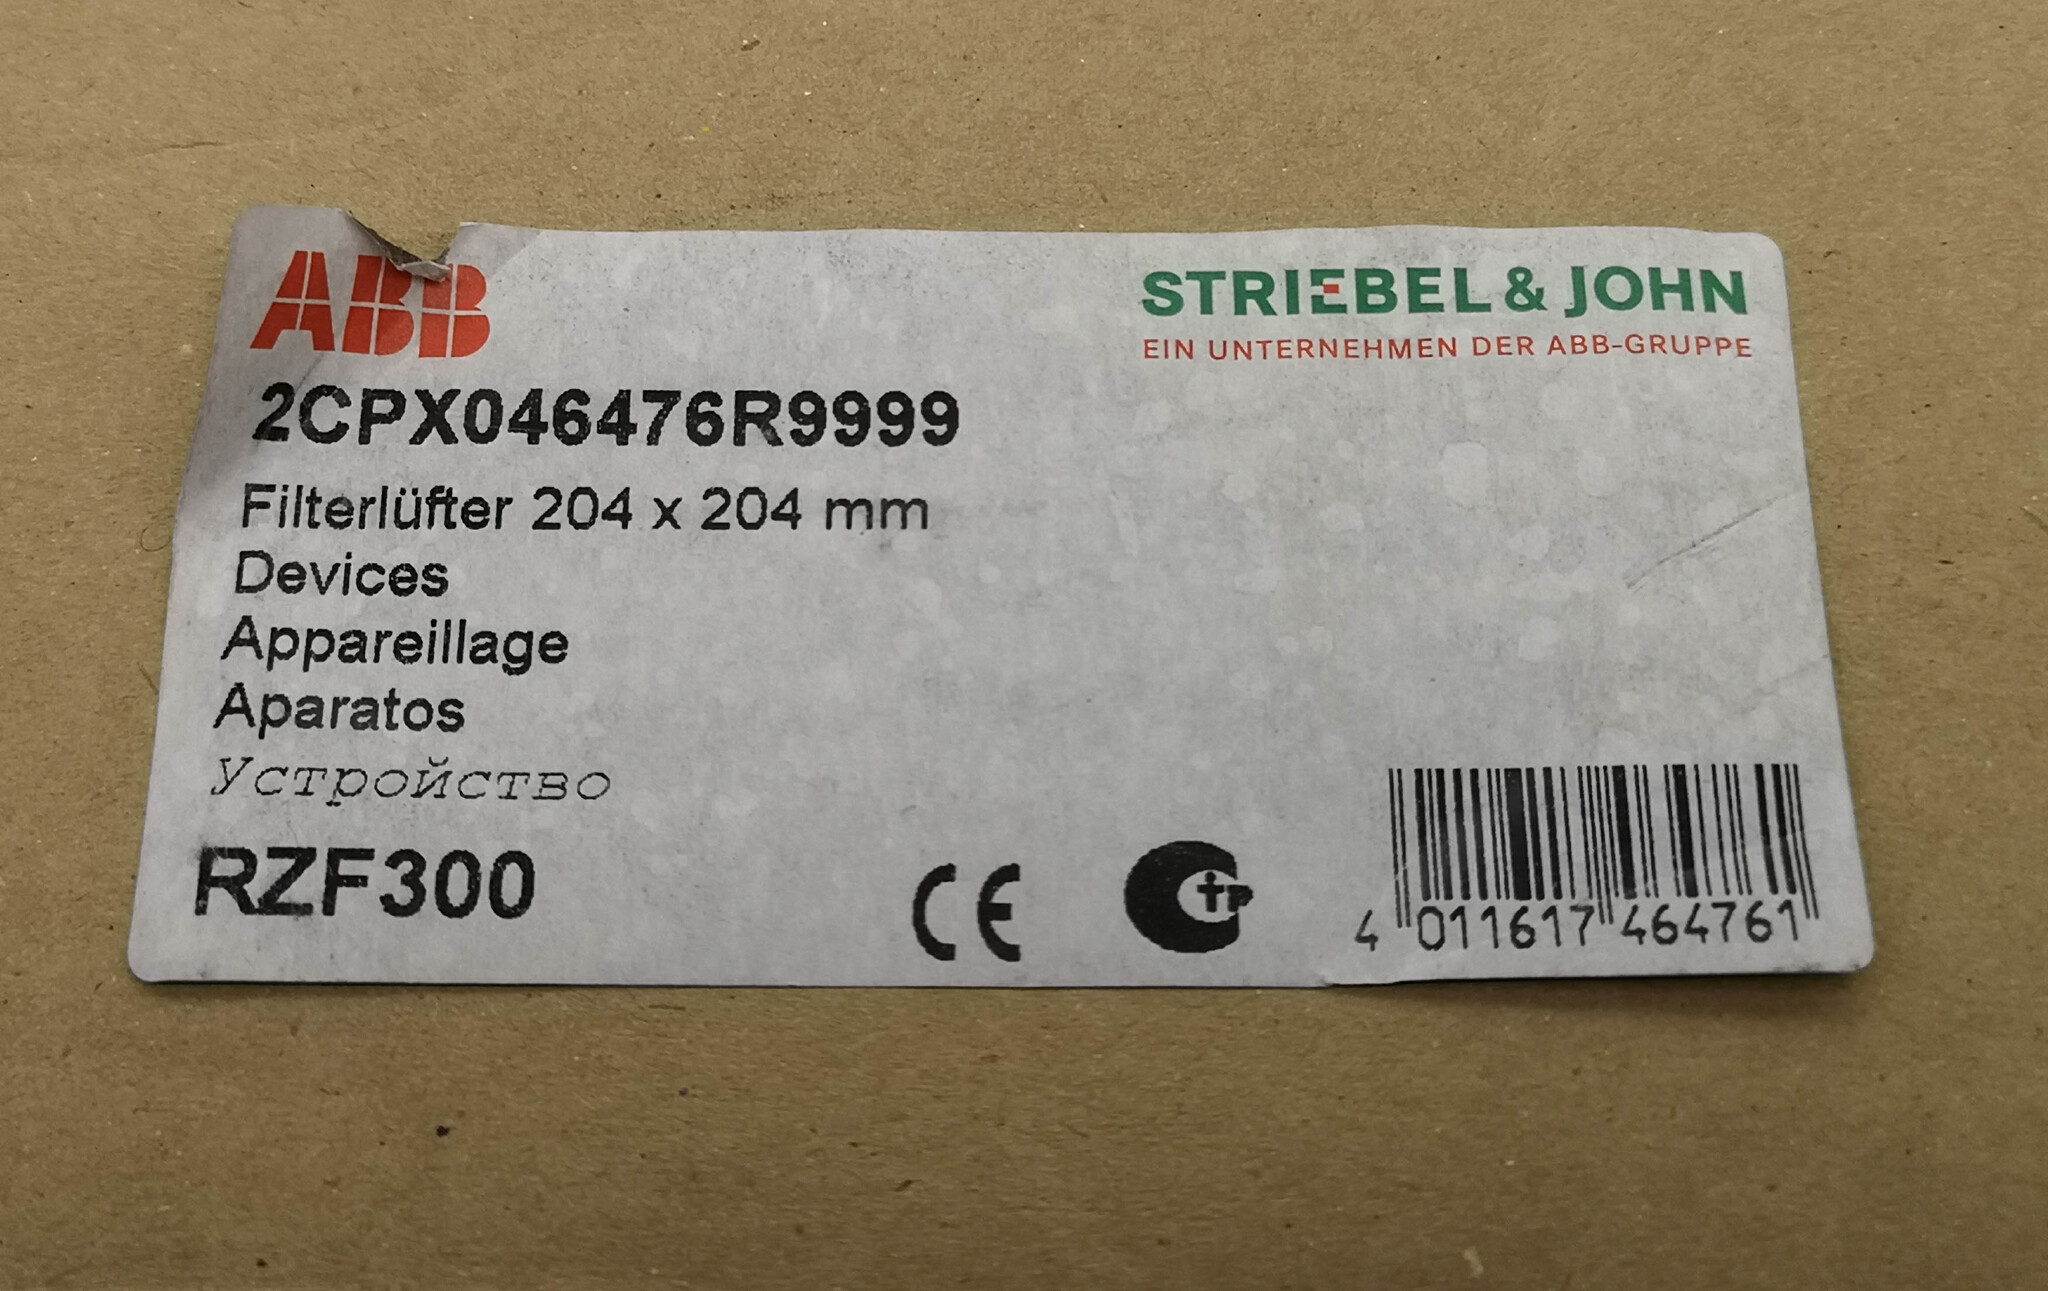 ABB
STRIEBEL & JOHN
EIN UNTERNEHMEN DER ABB-GRUPPE
2CPX046476R9999
Filterlüfter 204 x 204 mm
Devices
Appareillage
Aparatos
Устройство
RZF300
CE
тр
4 011617 464761